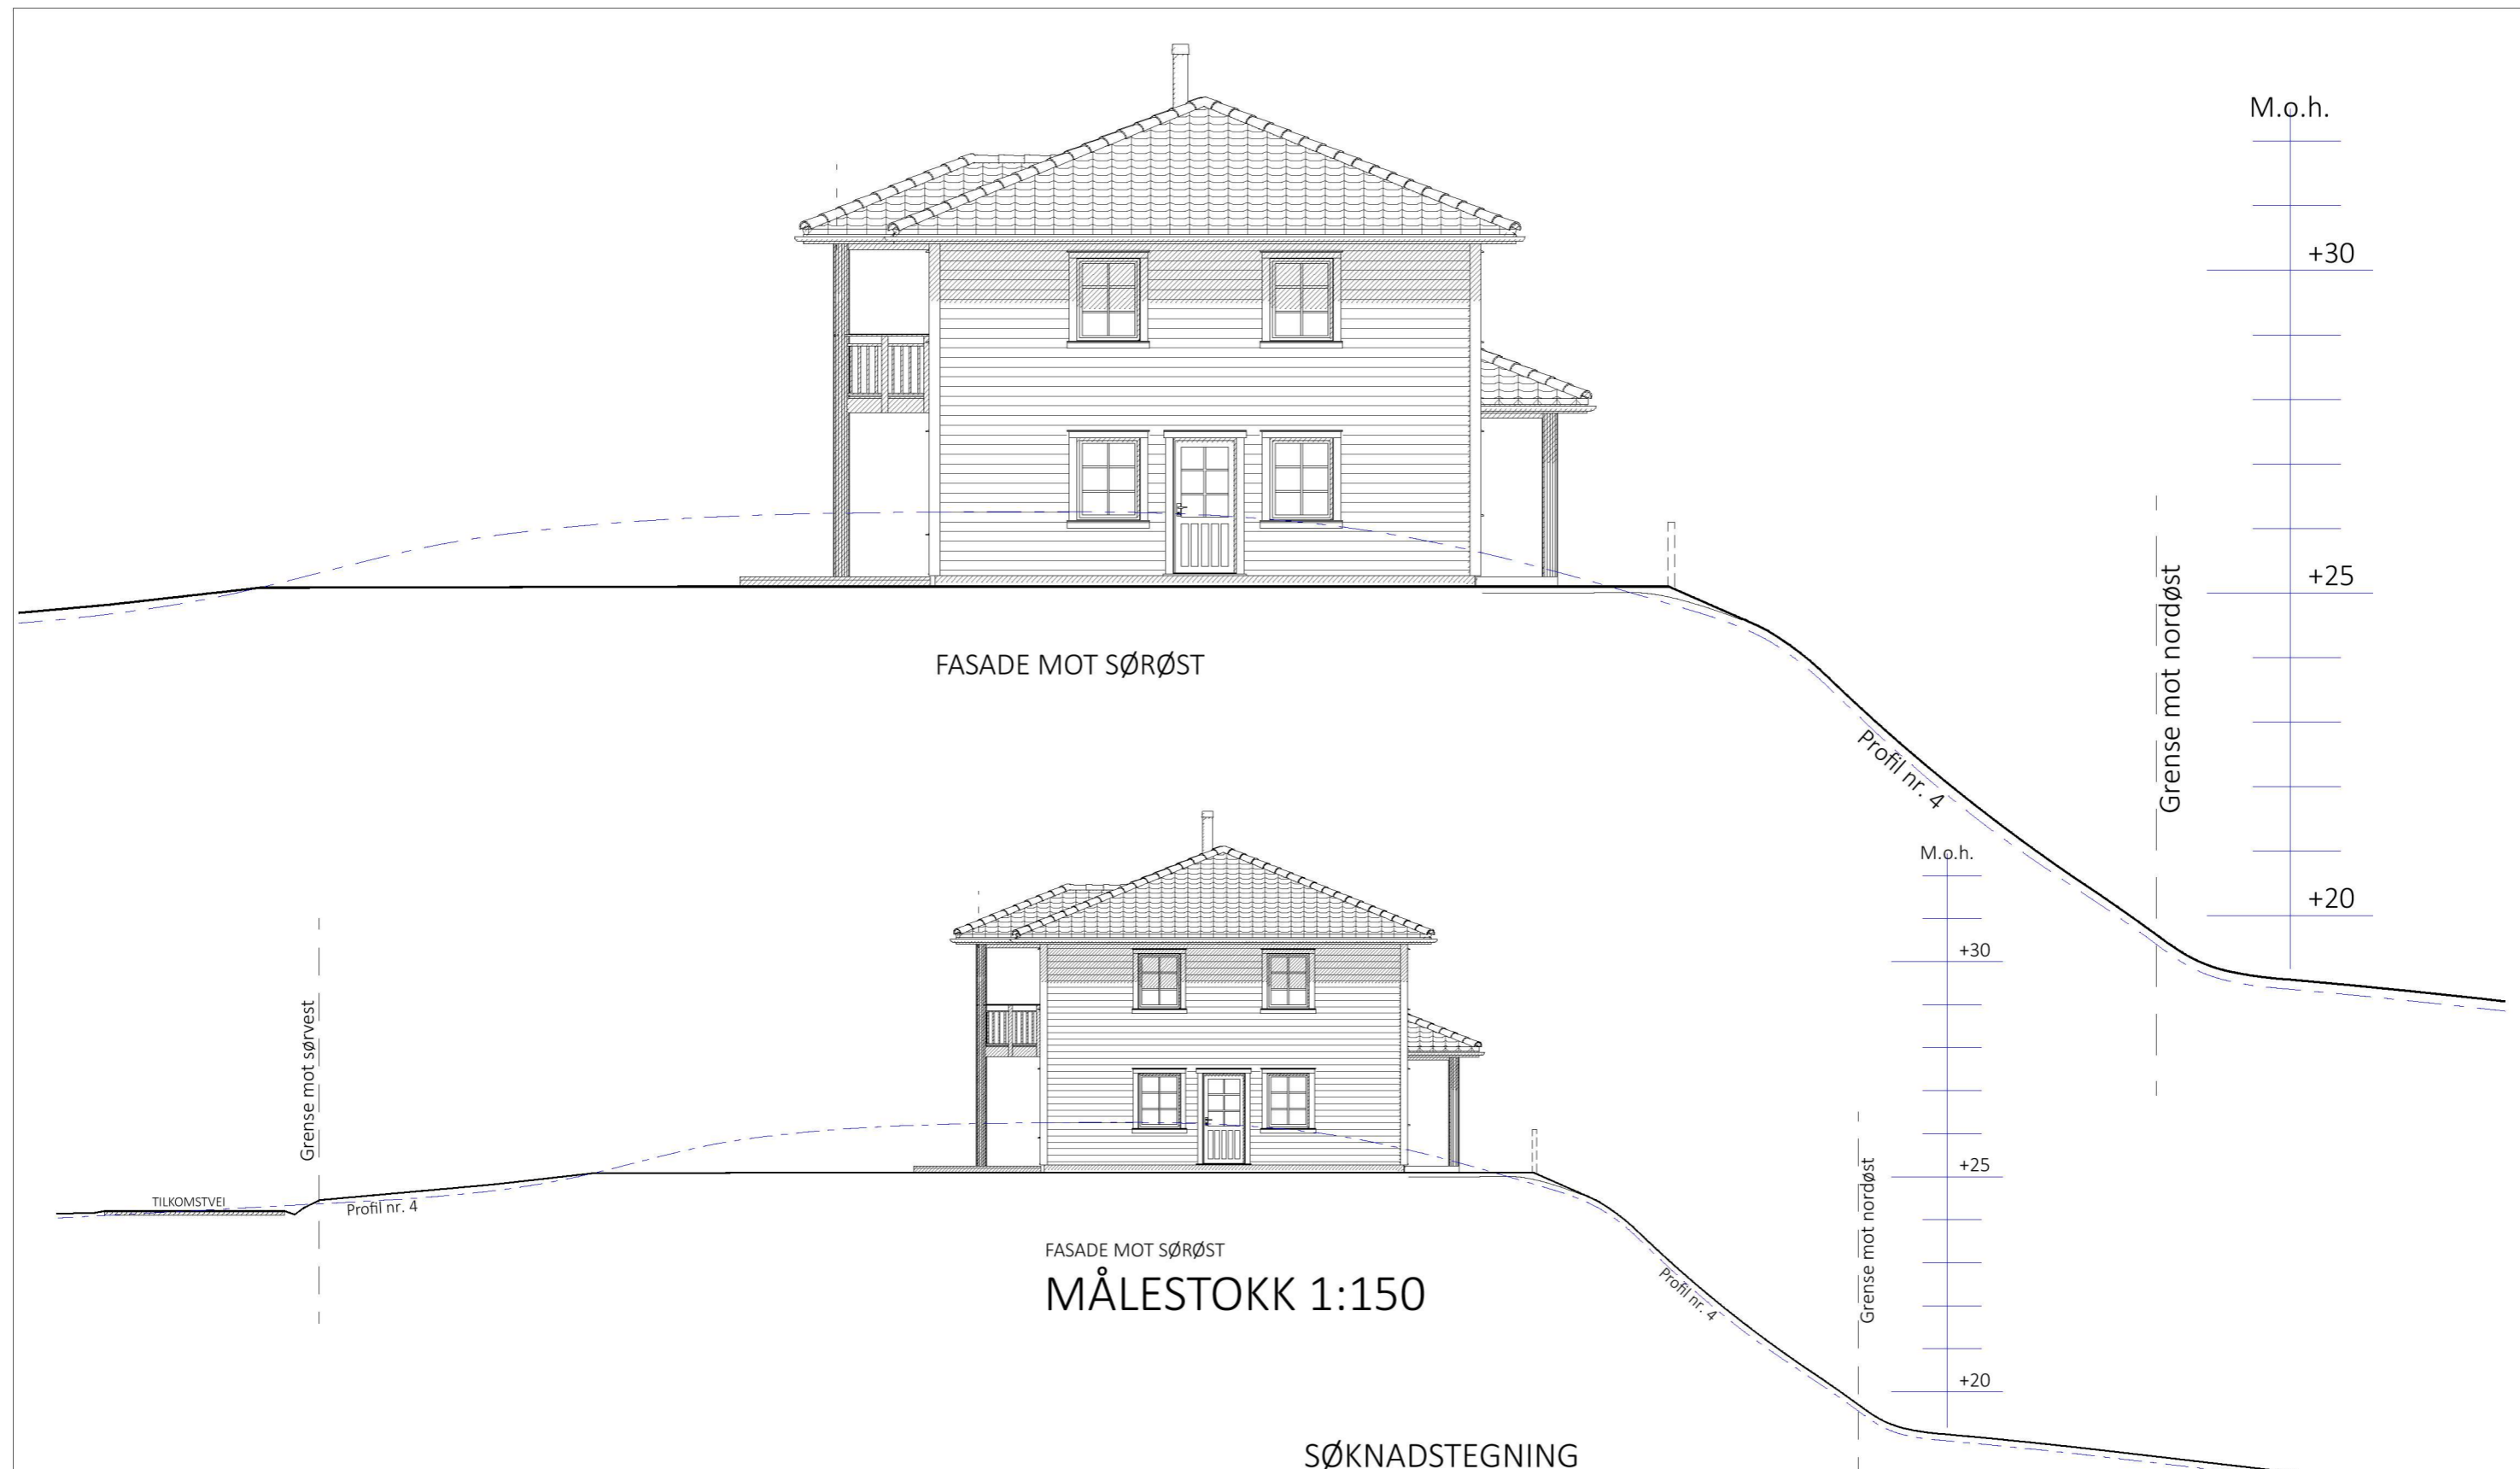 M.o.h.
+30
+25
+20
Grense mot nordøst
Profil nr. 4
FASADE MOT SØRØST
M.o.h.
+30
+25
+20
Grense mot sørvest
TILKOMSTVEI
Profil nr. 4
Profil nr. 4
Grense mot nordøst
FASADE MOT SØRØST
MÅLESTOKK 1:150
SØKNADSTEGNING